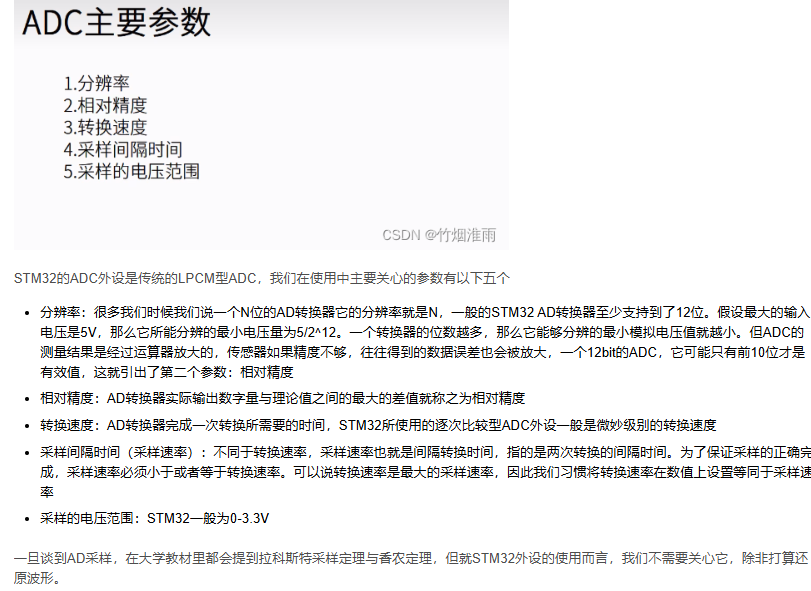 ADC主要参数
1.分辨率
2.相对精度
3.转换速度
4.采样间隔时间
5.采样的电压范围
CSDN @竹烟淮雨
STM32的ADC外设是传统的LPCM型ADC，我们在使用中主要关心的参数有以下五个
分辨率：很多我们时候我们说一个N位的AD转换器它的分辨率就是N，一般的STM32 AD转换器至少支持到了12位。假设最大的输入
电压是5V，那么它所能分辨的最小电压量为5/2^12。一个转换器的位数越多，那么它能够分辨的最小模拟电压值就越小。但ADC的
测量结果是经过运算器放大的，传感器如果精度不够，往往得到的数据误差也会被放大，一个12bit的ADC，它可能只有前10位才是
有效值，这就引出了第二个参数：相对精度
相对精度：AD转换器实际输出数字量与理论值之间的最大的差值就称之为相对精度
转换速度：AD转换器完成一次转换所需要的时间，STM32所使用的逐次比较型ADC外设一般是微妙级别的转换速度
采样间隔时间（采样速率）：不同于转换速率，采样速率也就是间隔转换时间，指的是两次转换的间隔时间。为了保证采样的正确完
成，采样速率必须小于或者等于转换速率。可以说转换速率是最大的采样速率，因此我们习惯将转换速率在数值上设置等同于采样速
率
采样的电压范围：STM32一般为0-3.3V
一旦谈到AD采样，在大学教材里都会提到拉科斯特采样定理与香农定理，但就STM32外设的使用而言，我们不需要关心它，除非打算还
原波形。